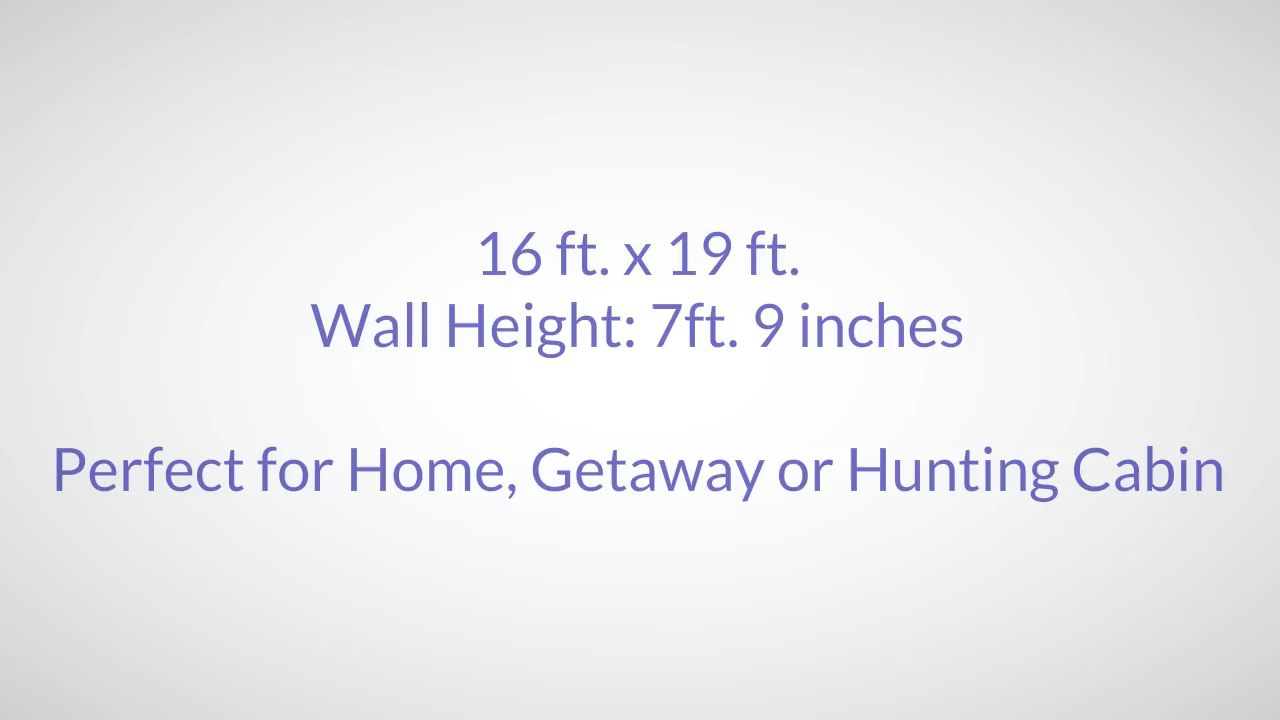 16 ft. x 19 ft.
Wall Height: 7ft. 9 inches
Perfect for Home, Getaway or Hunting Cabin